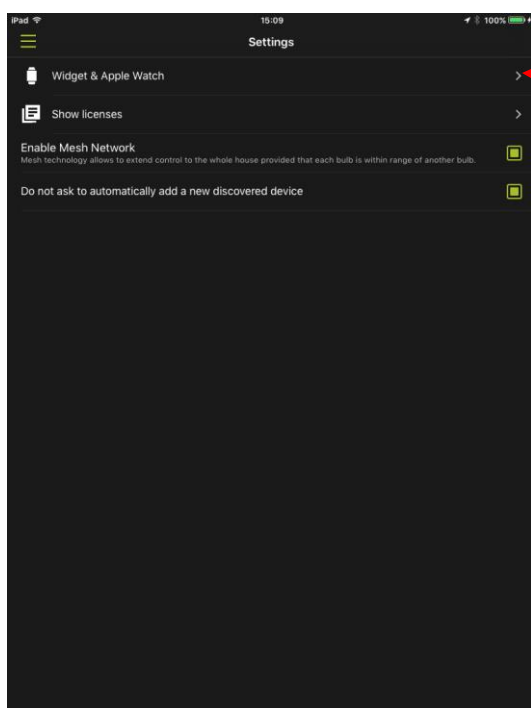 iPad 15:09 100%
Settings
Widget & Apple Watch
Show licenses
Enable Mesh Network
Mesh technology allows to extend control to the whole house provided that each bulb is within range of another bulb.
Do not ask to automatically add a new discovered device